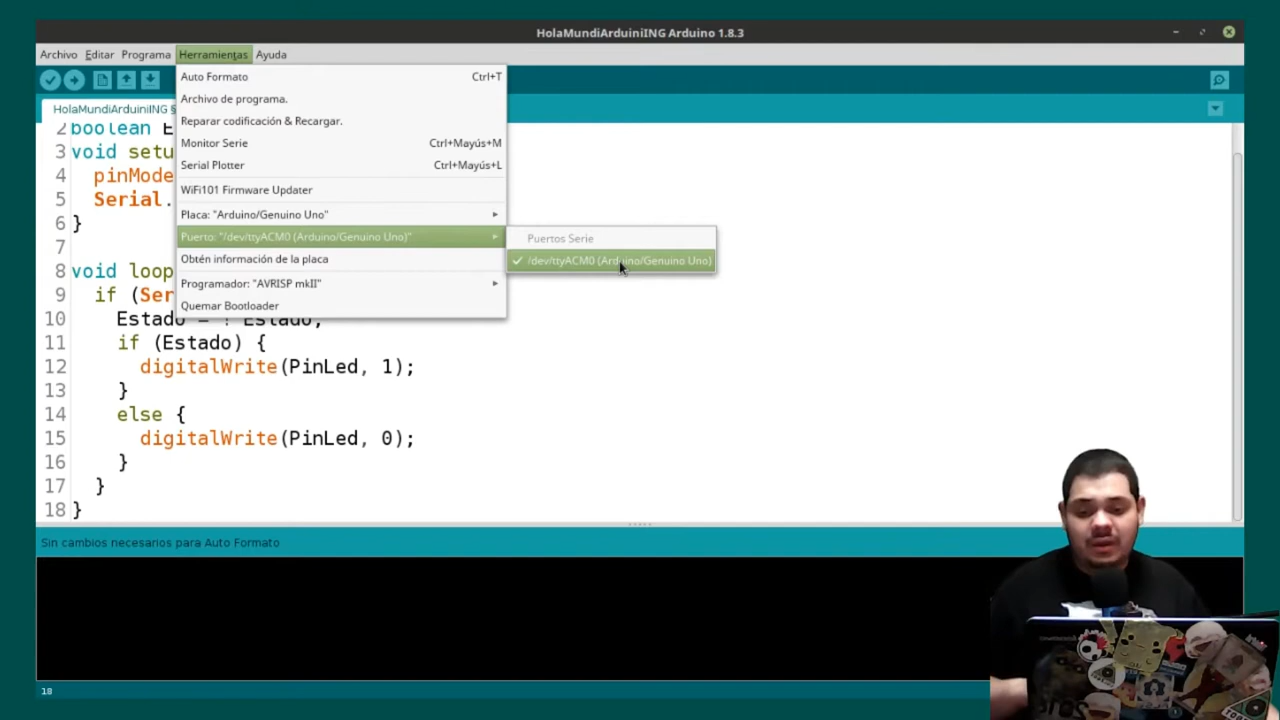 HolaMundiArduiniING Arduino 1.8.3
Archivo Editar Programa Herramientas Ayuda
HolaMundiArduiniING §
Auto Formato Ctrl+T
Archivo de programa.
Reparar codificación & Recargar.
Monitor Serie Ctrl+Mayús+M
Serial Plotter Ctrl+Mayús+L
WiFi101 Firmware Updater
Placa: "Arduino/Genuino Uno"
Puerto: "/dev/ttyACM0 (Arduino/Genuino Uno)"
Obtén información de la placa
Programador: "AVRISP mkII"
Quemar Bootloader
Puertos Serie
/dev/ttyACM0 (Arduino/Genuino Uno)
2 boolean E
3 void setu
4 pinMode
5 Serial.
6 }
7
8 void loop
9 if (Ser
10 Estado = ! Estado;
11 if (Estado) {
12 digitalWrite(PinLed, 1);
13 }
14 else {
15 digitalWrite(PinLed, 0);
16 }
17 }
18 }
Sin cambios necesarios para Auto Formato
18